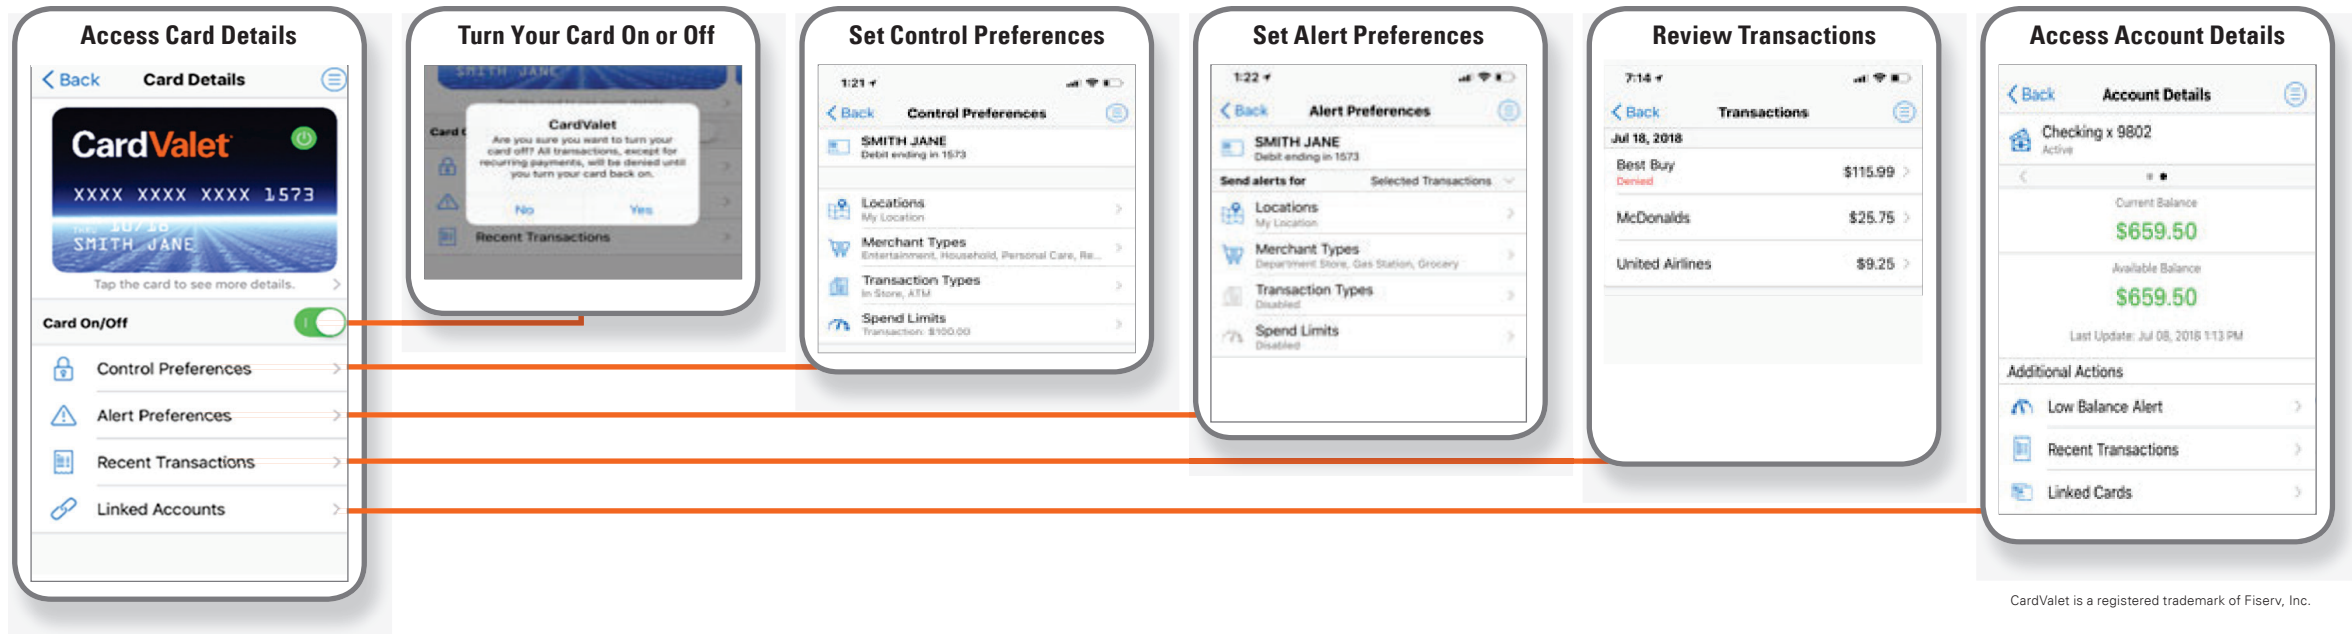 Access Card Details
Back
Card Details
CardValet
XXXX XXXX XXXX 1573
THRU 10/18
SMITH JANE
Tap the card to see more details.
Card On/Off
Control Preferences
Alert Preferences
Recent Transactions
Linked Accounts
Turn Your Card On or Off
SMITH JANE
CardValet
Are you sure you want to turn your
card off? All transactions, except for
recurring payments, will be denied until
you turn your card back on.
No
Yes
Recent Transactions
Set Control Preferences
1:21
Back
Control Preferences
SMITH JANE
Debit ending in 1573
Locations
My Location
Merchant Types
Entertainment, Household, Personal Care, Re...
Transaction Types
In Store, ATM
Spend Limits
Transaction: $100.00
Set Alert Preferences
1:22
Back
Alert Preferences
SMITH JANE
Debit ending in 1573
Send alerts for
Selected Transactions
Locations
My Location
Merchant Types
Department Store, Gas Station, Grocery
Transaction Types
Disabled
Spend Limits
Disabled
Review Transactions
7:14
Back
Transactions
Jul 18, 2018
Best Buy
Denied
$115.99
McDonalds
$25.75
United Airlines
$9.25
Access Account Details
Back
Account Details
Checking x 9802
Active
Current Balance
$659.50
Available Balance
$659.50
Last Update: Jul 08, 2016 1:13 PM
Additional Actions
Low Balance Alert
Recent Transactions
Linked Cards
CardValet is a registered trademark of Fiserv, Inc.